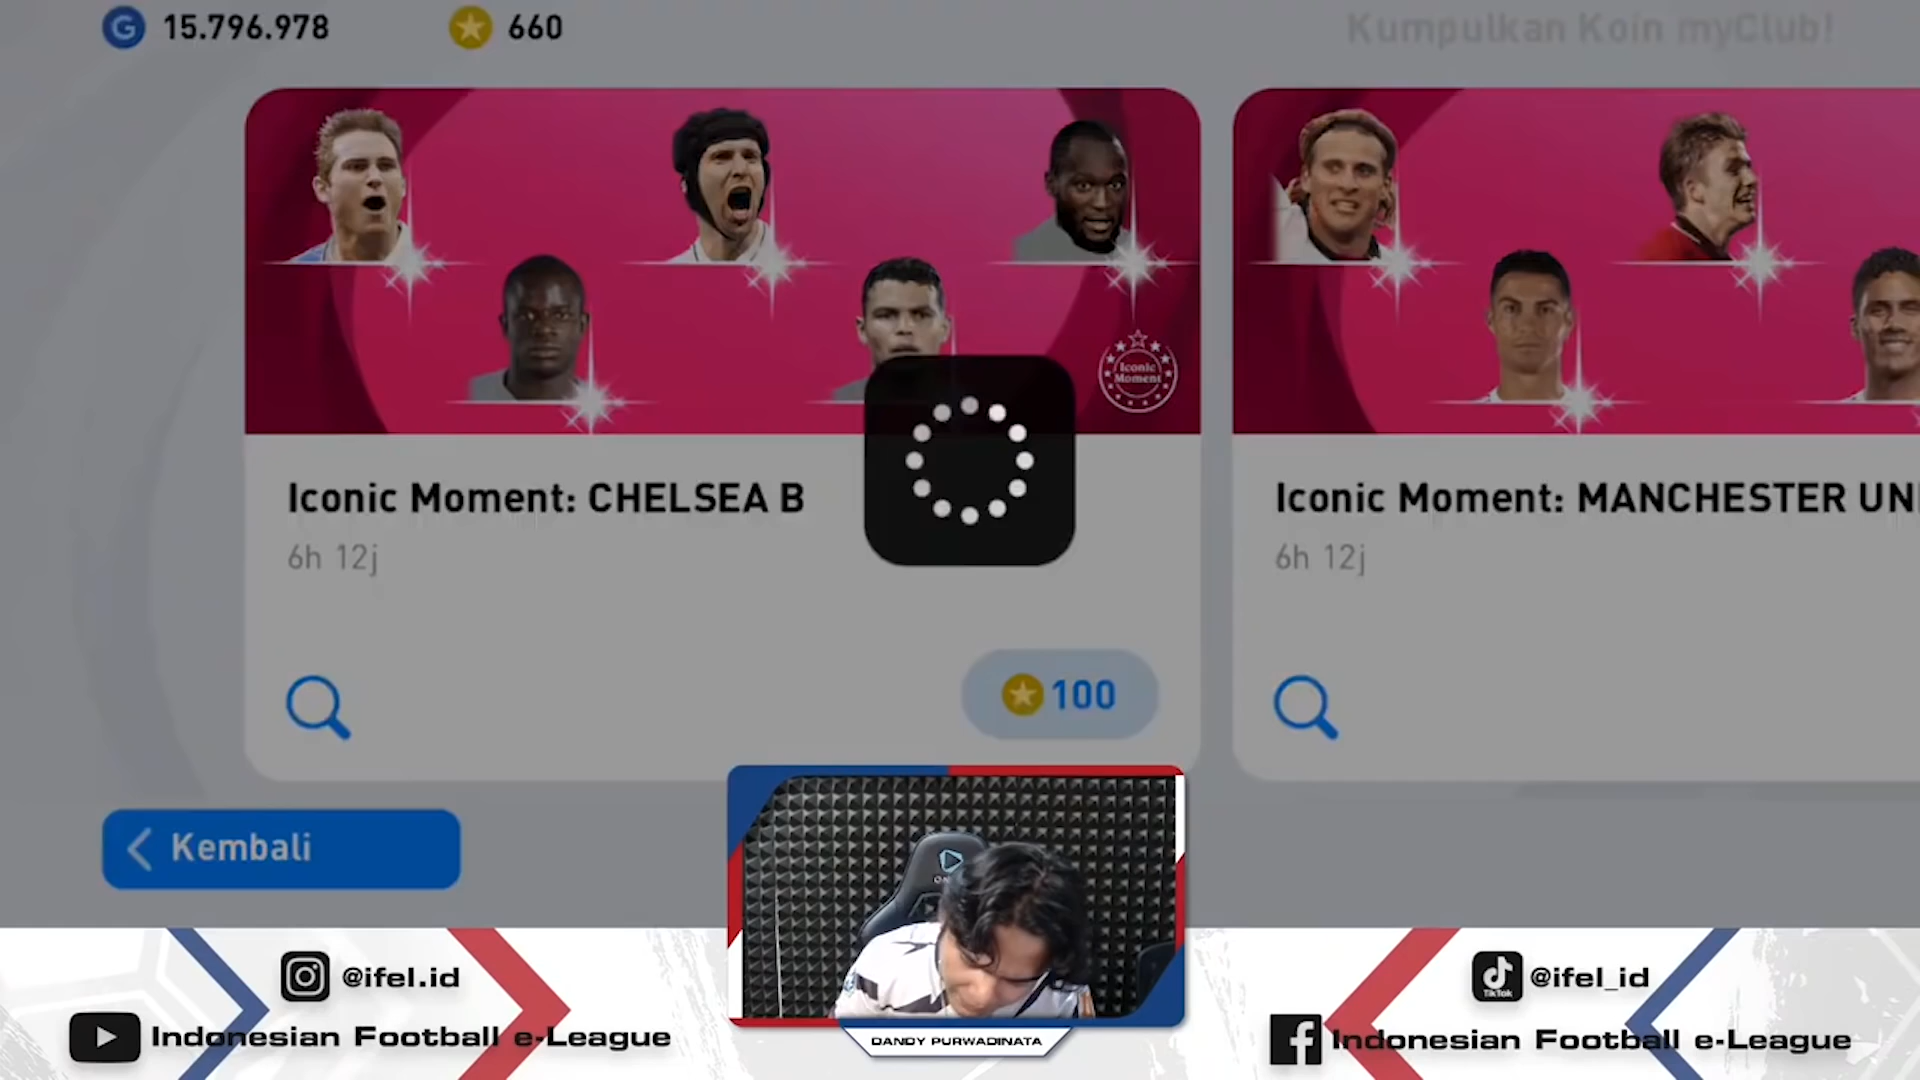 15.796.978
660
Kumpulkan Koin myClub!
Iconic Moment
Iconic Moment: CHELSEA B
6h 12j
Iconic Moment: MANCHESTER UN
6h 12j
100
Kembali
@ifel.id
Indonesian Football e-League
DANDY PURWADINATA
TikTok
@ifel_id
Indonesian Football e-League